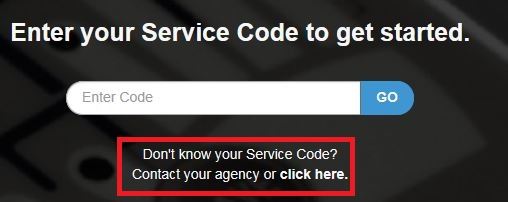 Enter your Service Code to get started.
Enter Code
GO
Don't know your Service Code?
Contact your agency or click here.